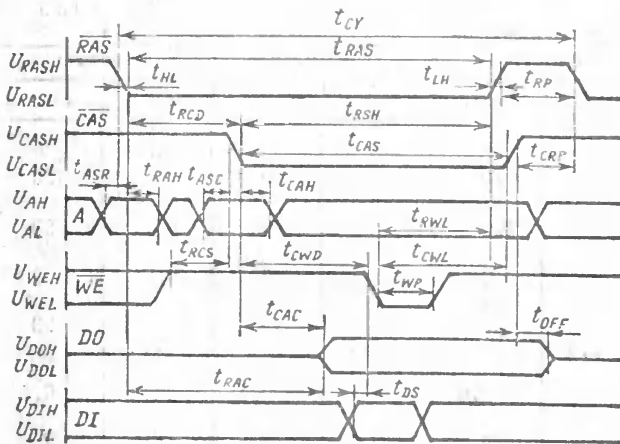 t_CY
RAS
t_RAS
U_RASH
t_HL
t_LH
t_RP
U_RASL
CAS
t_RCD
t_RSH
U_CASH
t_CAS
U_CASL
t_CRP
t_ASR
t_RAH
t_ASC
t_CAH
U_AH
A
t_RWL
U_AL
t_RCS
t_CWD
t_CWL
U_WEH
WE
t_WP
U_WEL
t_CAC
t_OFF
DO
U_DOH
U_DOL
t_RAC
t_DS
U_DIH
DI
U_DIL